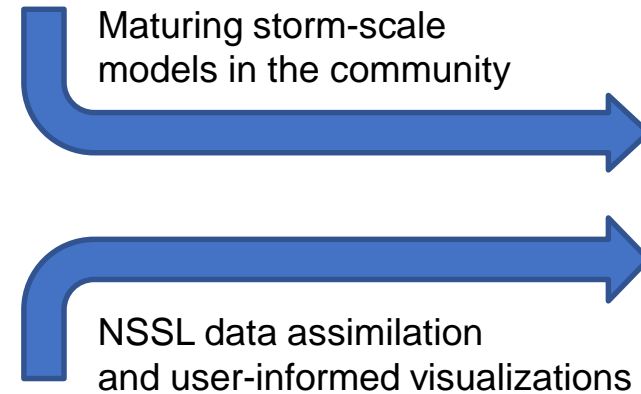 Maturing storm-scale
models in the community
NSSL data assimilation
and user-informed visualizations